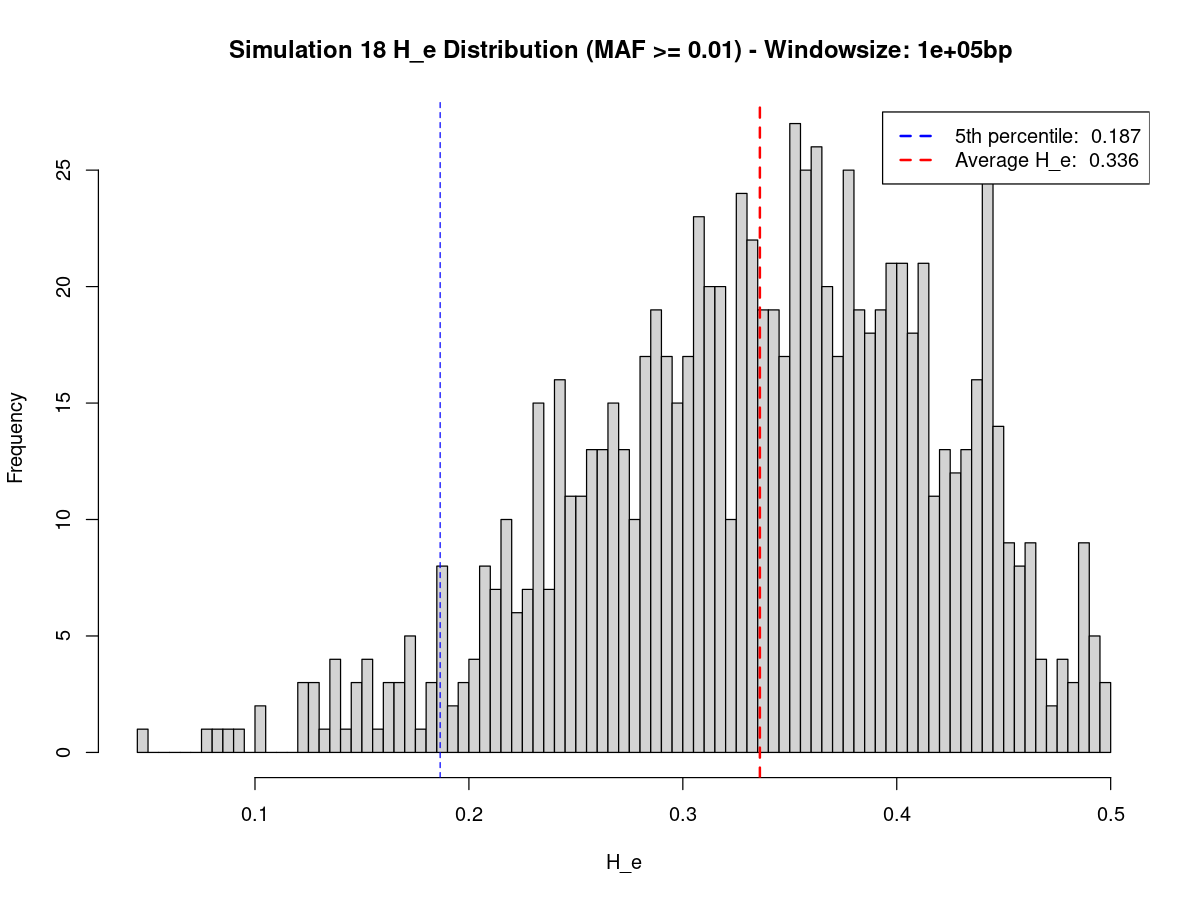 Simulation 18 H_e Distribution (MAF >= 0.01) - Windowsize: 1e+05bp
5th percentile: 0.187
Average H_e: 0.336
Frequency
25
20
15
10
5
0
0.1 0.2 0.3 0.4 0.5
H_e